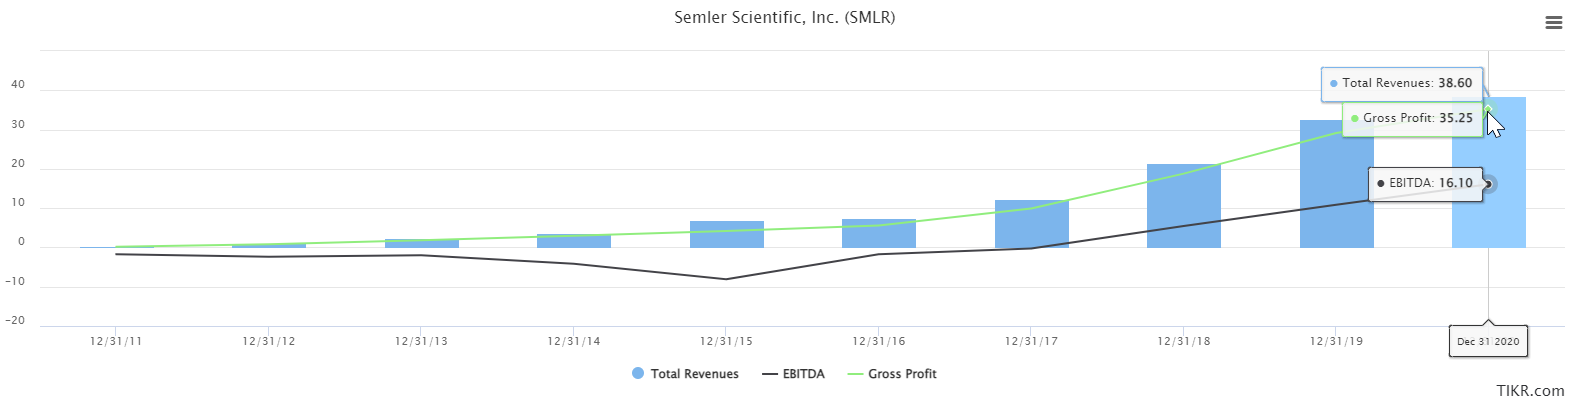 Semler Scientific, Inc. (SMLR)
40
30
20
10
0
-10
-20
Total Revenues: 38.60
Gross Profit: 35.25
EBITDA: 16.10
12/31/11
12/31/12
12/31/13
12/31/14
12/31/15
12/31/16
12/31/17
12/31/18
12/31/19
Dec 31 2020
Total Revenues
EBITDA
Gross Profit
TIKR.com